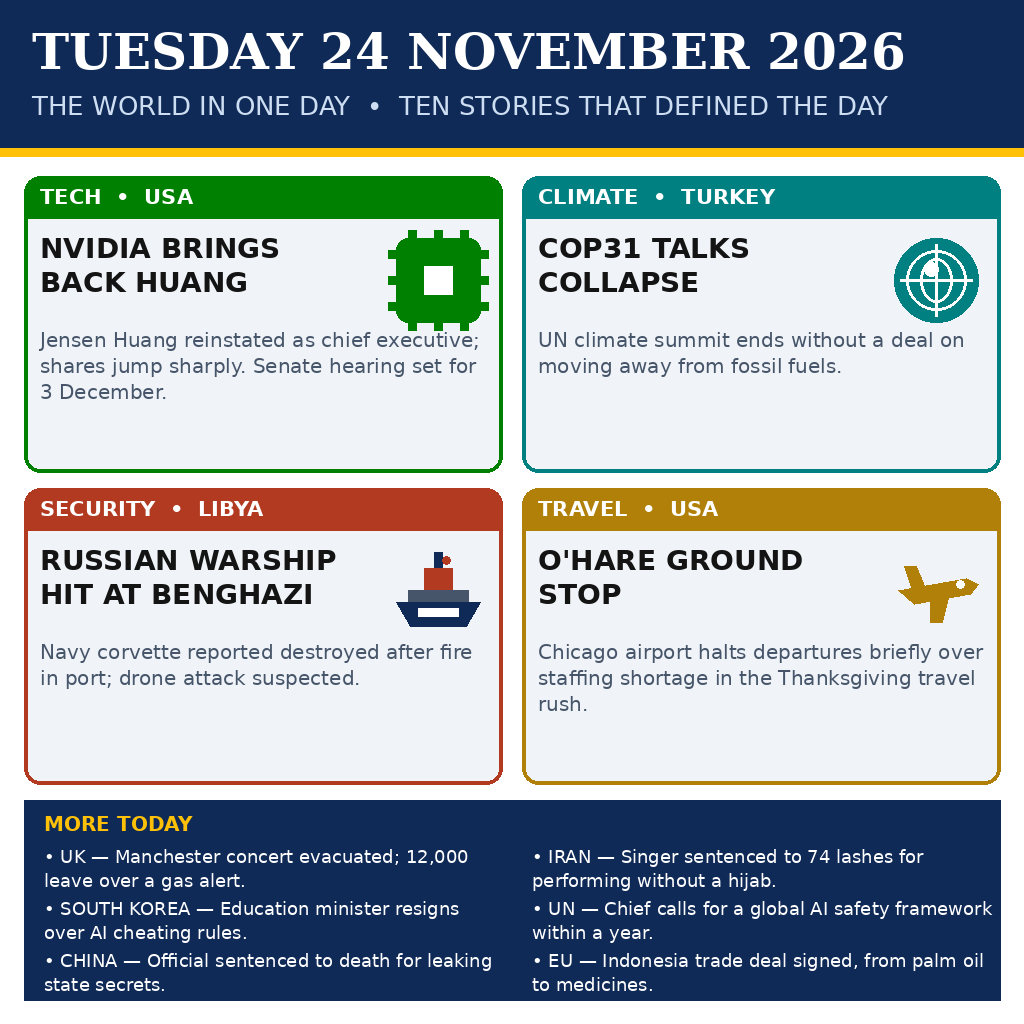 TUESDAY 24 NOVEMBER 2026
THE WORLD IN ONE DAY • TEN STORIES THAT DEFINED THE DAY
TECH • USA
NVIDIA BRINGS
BACK HUANG
Jensen Huang reinstated as chief executive;
shares jump sharply. Senate hearing set for
3 December.
CLIMATE • TURKEY
COP31 TALKS
COLLAPSE
UN climate summit ends without a deal on
moving away from fossil fuels.
SECURITY • LIBYA
RUSSIAN WARSHIP
HIT AT BENGHAZI
Navy corvette reported destroyed after fire
in port; drone attack suspected.
TRAVEL • USA
O'HARE GROUND
STOP
Chicago airport halts departures briefly over
staffing shortage in the Thanksgiving travel
rush.
MORE TODAY
• UK — Manchester concert evacuated; 12,000
leave over a gas alert.
• SOUTH KOREA — Education minister resigns
over AI cheating rules.
• CHINA — Official sentenced to death for leaking
state secrets.
• IRAN — Singer sentenced to 74 lashes for
performing without a hijab.
• UN — Chief calls for a global AI safety framework
within a year.
• EU — Indonesia trade deal signed, from palm oil
to medicines.